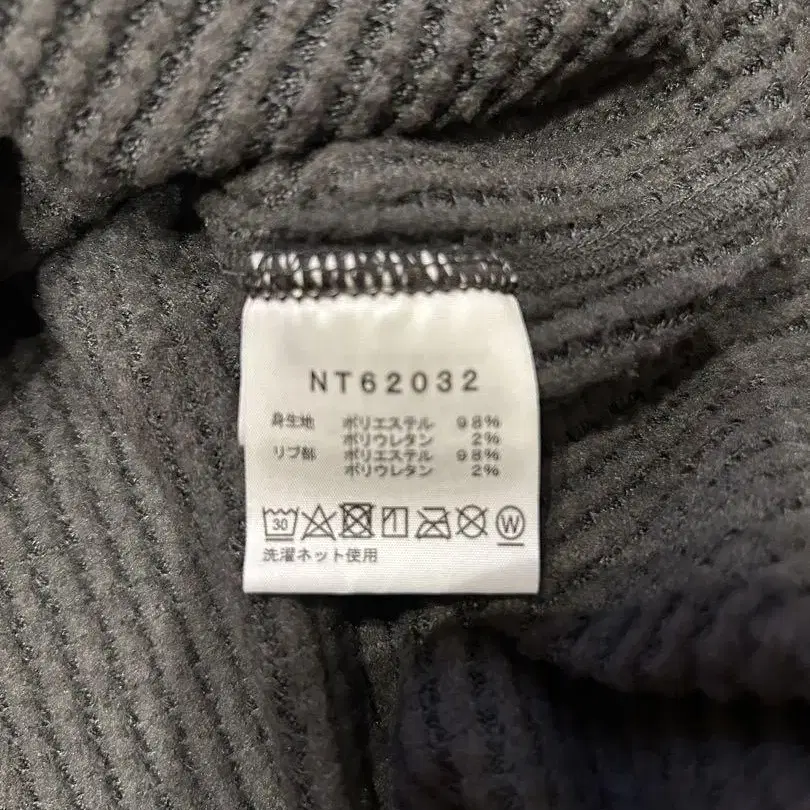 NT62032
身生地 ポリエステル 98%
ポリウレタン 2%
リブ部 ポリエステル 98%
ポリウレタン 2%
30 W
洗濯ネット使用